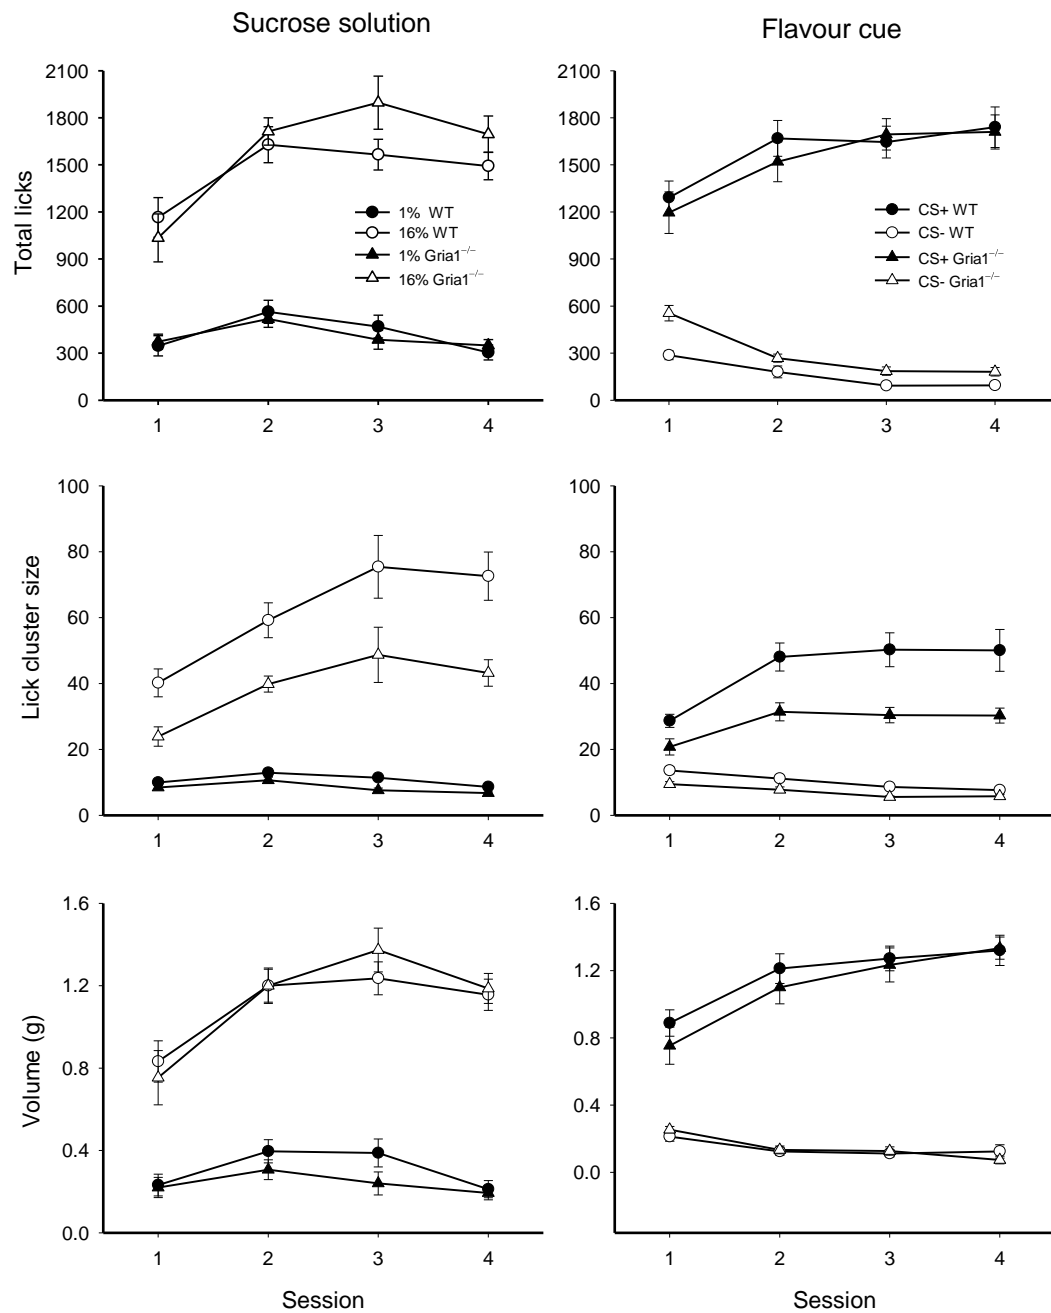 Sucrose solution
Flavour cue
Total licks
2100
1800
1500
1200
900
600
300
0
1 2 3 4
1% WT
16% WT
1% Gria1−/−
16% Gria1−/−
2100
1800
1500
1200
900
600
300
0
1 2 3 4
CS+ WT
CS- WT
CS+ Gria1−/−
CS- Gria1−/−
Lick cluster size
100
80
60
40
20
0
1 2 3 4
100
80
60
40
20
0
1 2 3 4
Volume (g)
1.6
1.2
0.8
0.4
0.0
1 2 3 4
Session
1.6
1.2
0.8
0.4
0.0
1 2 3 4
Session